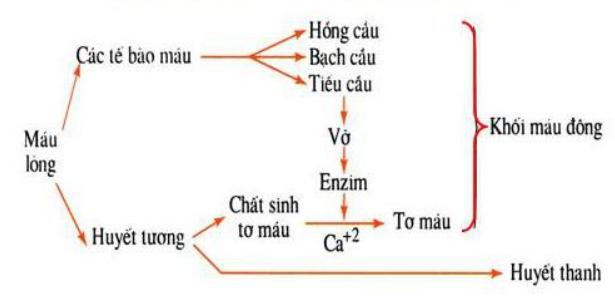 Hồng cầu
Các tế bào máu
Bạch cầu
Tiểu cầu
Khối máu đông
Máu
lỏng
Vỡ
Enzim
Chất sinh
tơ máu
Tơ máu
Ca+2
Huyết tương
Huyết thanh